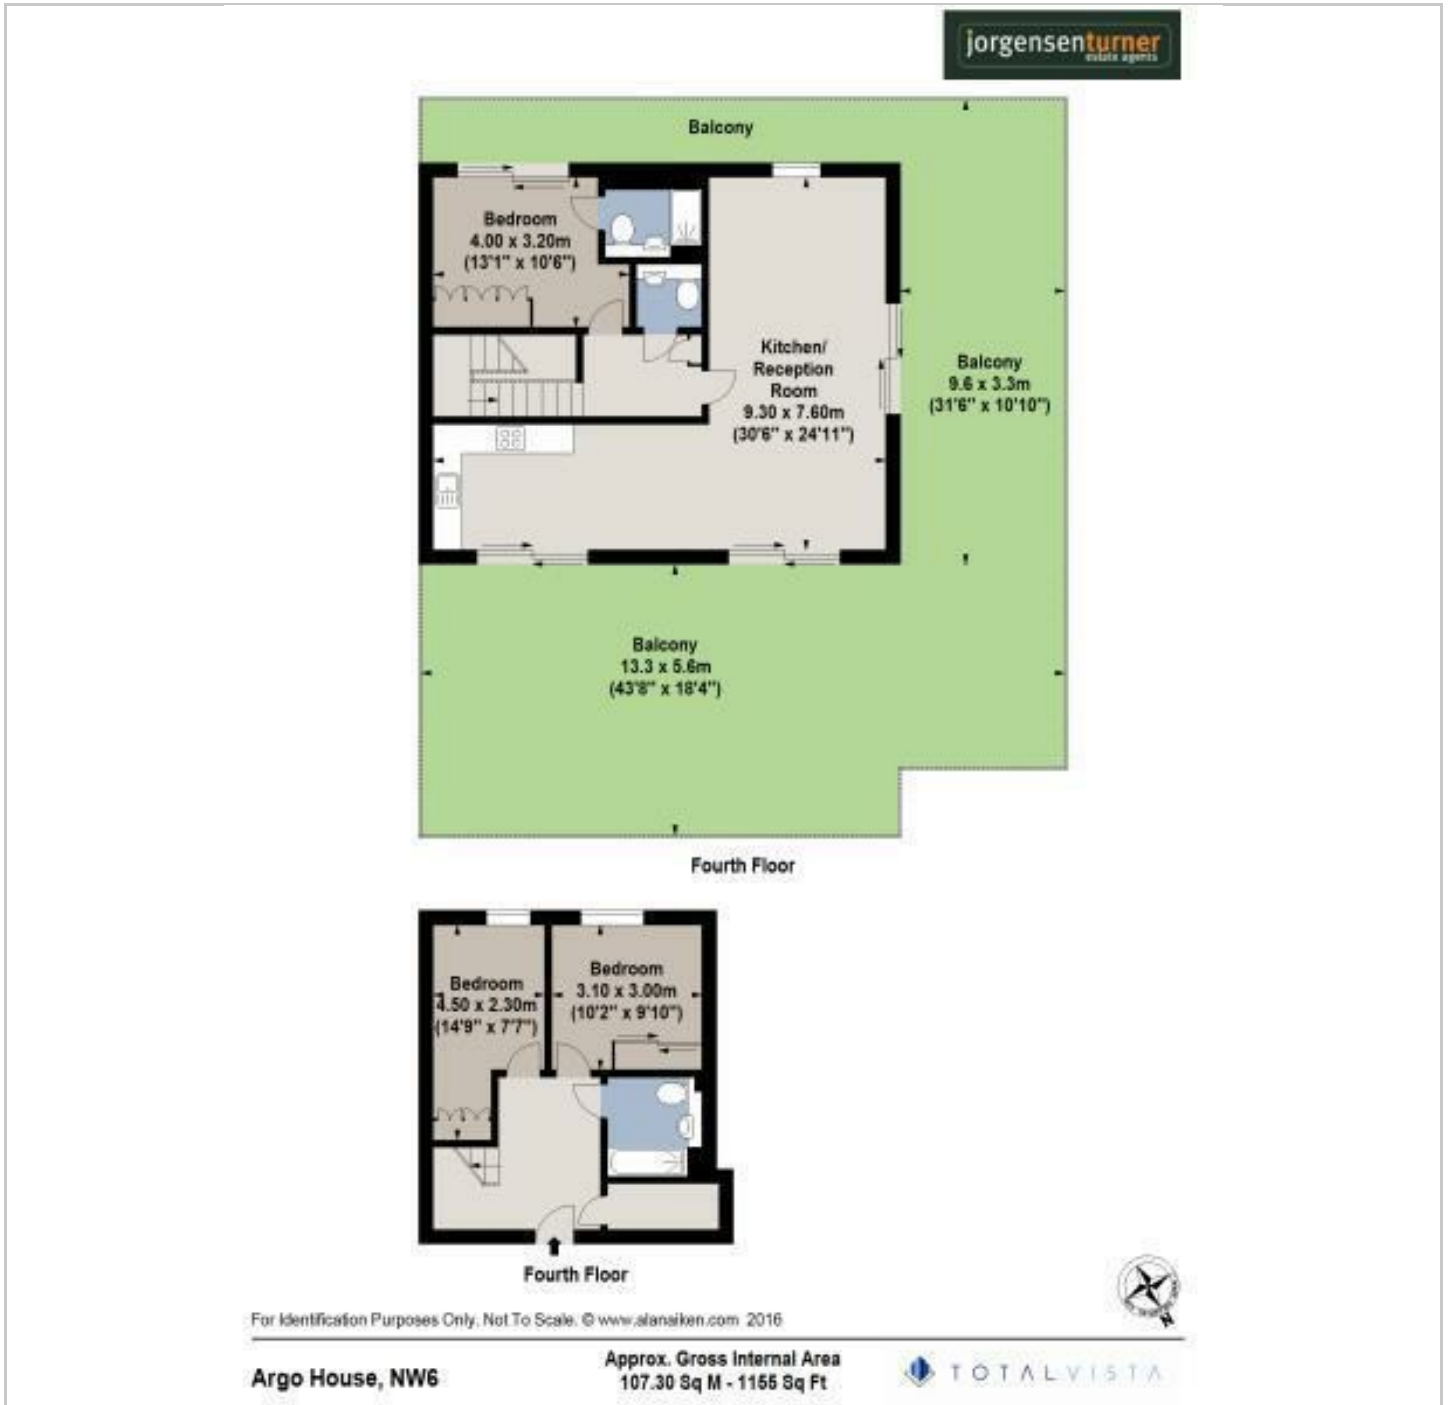 jorgensenturner
estate agents
Balcony
Bedroom
4.00 x 3.20m
(13'1" x 10'6")
Kitchen/
Reception
Room
9.30 x 7.60m
(30'6" x 24'11")
Balcony
9.6 x 3.3m
(31'6" x 10'10")
Balcony
13.3 x 5.6m
(43'8" x 18'4")
Fourth Floor
Bedroom
4.50 x 2.30m
(14'9" x 7'7")
Bedroom
3.10 x 3.00m
(10'2" x 9'10")
Fourth Floor
N
For Identification Purposes Only. Not To Scale. © www.alanaiken.com 2016
Argo House, NW6
Approx. Gross Internal Area
107.30 Sq M - 1155 Sq Ft
TOTALVISTA